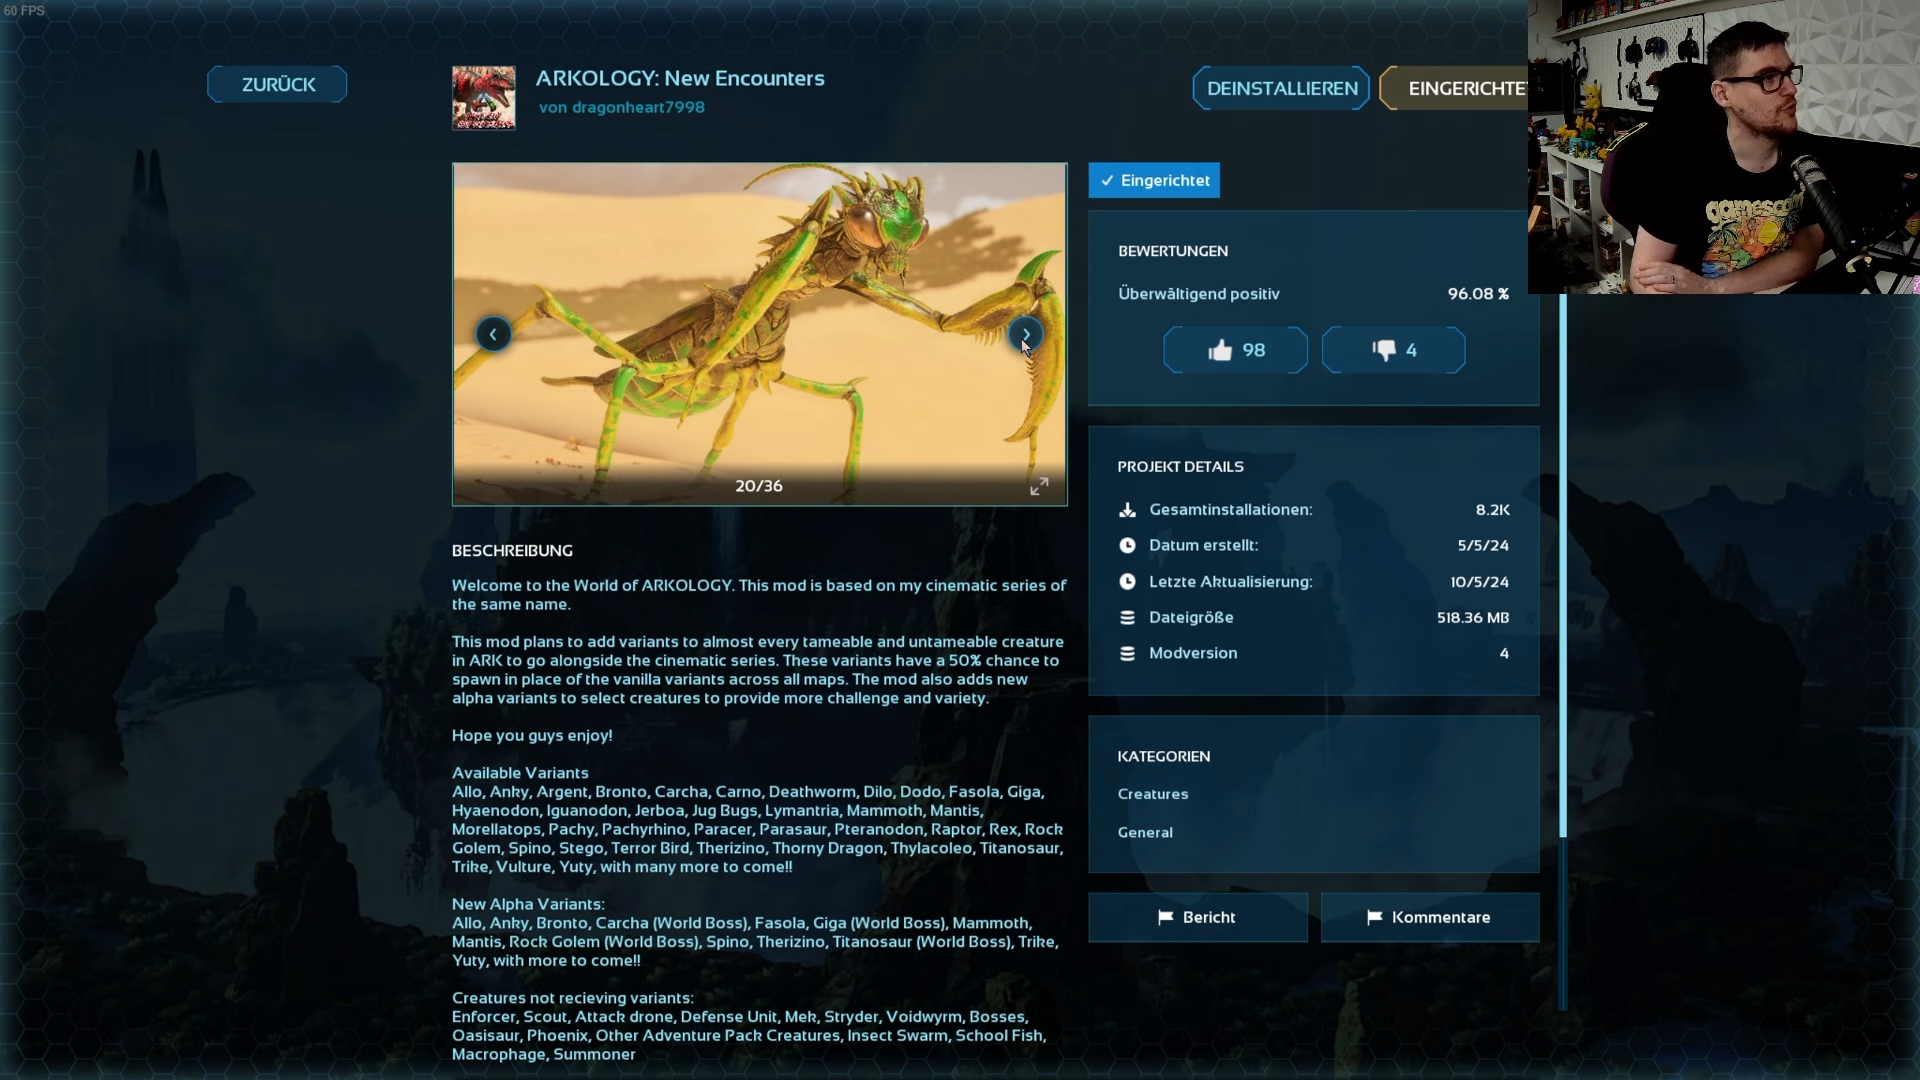 60 FPS
ZURÜCK
ARKOLOGY: New Encounters
von dragonheart7998
DEINSTALLIEREN
EINGERICHTE
gamescom
Eingerichtet
BEWERTUNGEN
Überwältigend positiv 96.08 %
98 4
20/36
PROJEKT DETAILS
Gesamtinstallationen: 8.2K
Datum erstellt: 5/5/24
Letzte Aktualisierung: 10/5/24
Dateigröße 518.36 MB
Modversion 4
KATEGORIEN
Creatures
General
Bericht
Kommentare
BESCHREIBUNG
Welcome to the World of ARKOLOGY. This mod is based on my cinematic series of
the same name.
This mod plans to add variants to almost every tameable and untameable creature
in ARK to go alongside the cinematic series. These variants have a 50% chance to
spawn in place of the vanilla variants across all maps. The mod also adds new
alpha variants to select creatures to provide more challenge and variety.
Hope you guys enjoy!
Available Variants
Allo, Anky, Argent, Bronto, Carcha, Carno, Deathworm, Dilo, Dodo, Fasola, Giga,
Hyaenodon, Iguanodon, Jerboa, Jug Bugs, Lymantria, Mammoth, Mantis,
Morellatops, Pachy, Pachyrhino, Paracer, Parasaur, Pteranodon, Raptor, Rex, Rock
Golem, Spino, Stego, Terror Bird, Therizino, Thorny Dragon, Thylacoleo, Titanosaur,
Trike, Vulture, Yuty, with many more to come!!
New Alpha Variants:
Allo, Anky, Bronto, Carcha (World Boss), Fasola, Giga (World Boss), Mammoth,
Mantis, Rock Golem (World Boss), Spino, Therizino, Titanosaur (World Boss), Trike,
Yuty, with more to come!!
Creatures not recieving variants:
Enforcer, Scout, Attack drone, Defense Unit, Mek, Stryder, Voidwyrm, Bosses,
Oasisaur, Phoenix, Other Adventure Pack Creatures, Insect Swarm, School Fish,
Macrophage, Summoner